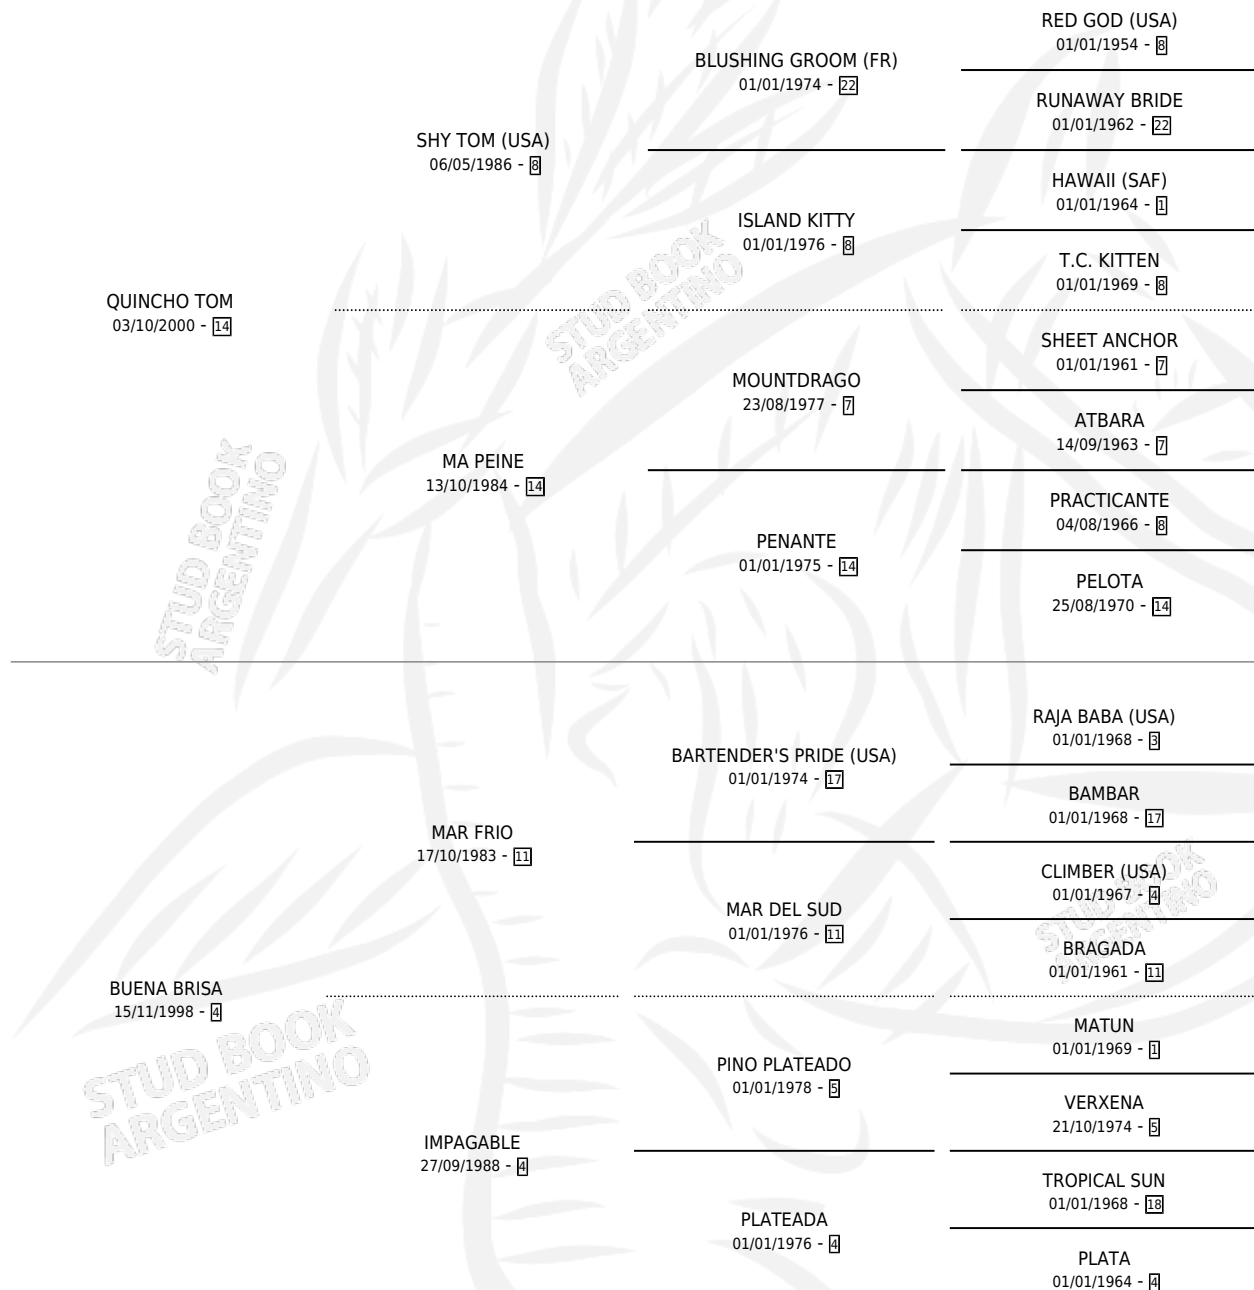 RED GOD (USA)
01/01/1954 - 8
BLUSHING GROOM (FR)
01/01/1974 - 22
RUNAWAY BRIDE
01/01/1962 - 22
SHY TOM (USA)
06/05/1986 - 8
HAWAII (SAF)
01/01/1964 - 1
ISLAND KITTY
01/01/1976 - 8
T.C. KITTEN
01/01/1969 - 8
QUINCHO TOM
03/10/2000 - 14
STUD BOOK
ARGENTINO
SHEET ANCHOR
01/01/1961 - 7
MOUNTDRAGO
23/08/1977 - 7
ATBARA
14/09/1963 - 7
MA PEINE
13/10/1984 - 14
PRACTICANTE
04/08/1966 - 8
PENANTE
01/01/1975 - 14
PELOTA
25/08/1970 - 14
STUD BOOK
ARGENTINO
RAJA BABA (USA)
01/01/1968 - 3
BARTENDER'S PRIDE (USA)
01/01/1974 - 17
BAMBAR
01/01/1968 - 17
MAR FRIO
17/10/1983 - 11
CLIMBER (USA)
01/01/1967 - 4
MAR DEL SUD
01/01/1976 - 11
STUD BOOK
ARGENTINO
BRAGADA
01/01/1961 - 11
BUENA BRISA
15/11/1998 - 4
STUD BOOK
ARGENTINO
MATUN
01/01/1969 - 1
PINO PLATEADO
01/01/1978 - 5
VERXENA
21/10/1974 - 5
IMPAGABLE
27/09/1988 - 4
TROPICAL SUN
01/01/1968 - 18
PLATEADA
01/01/1976 - 4
PLATA
01/01/1964 - 4